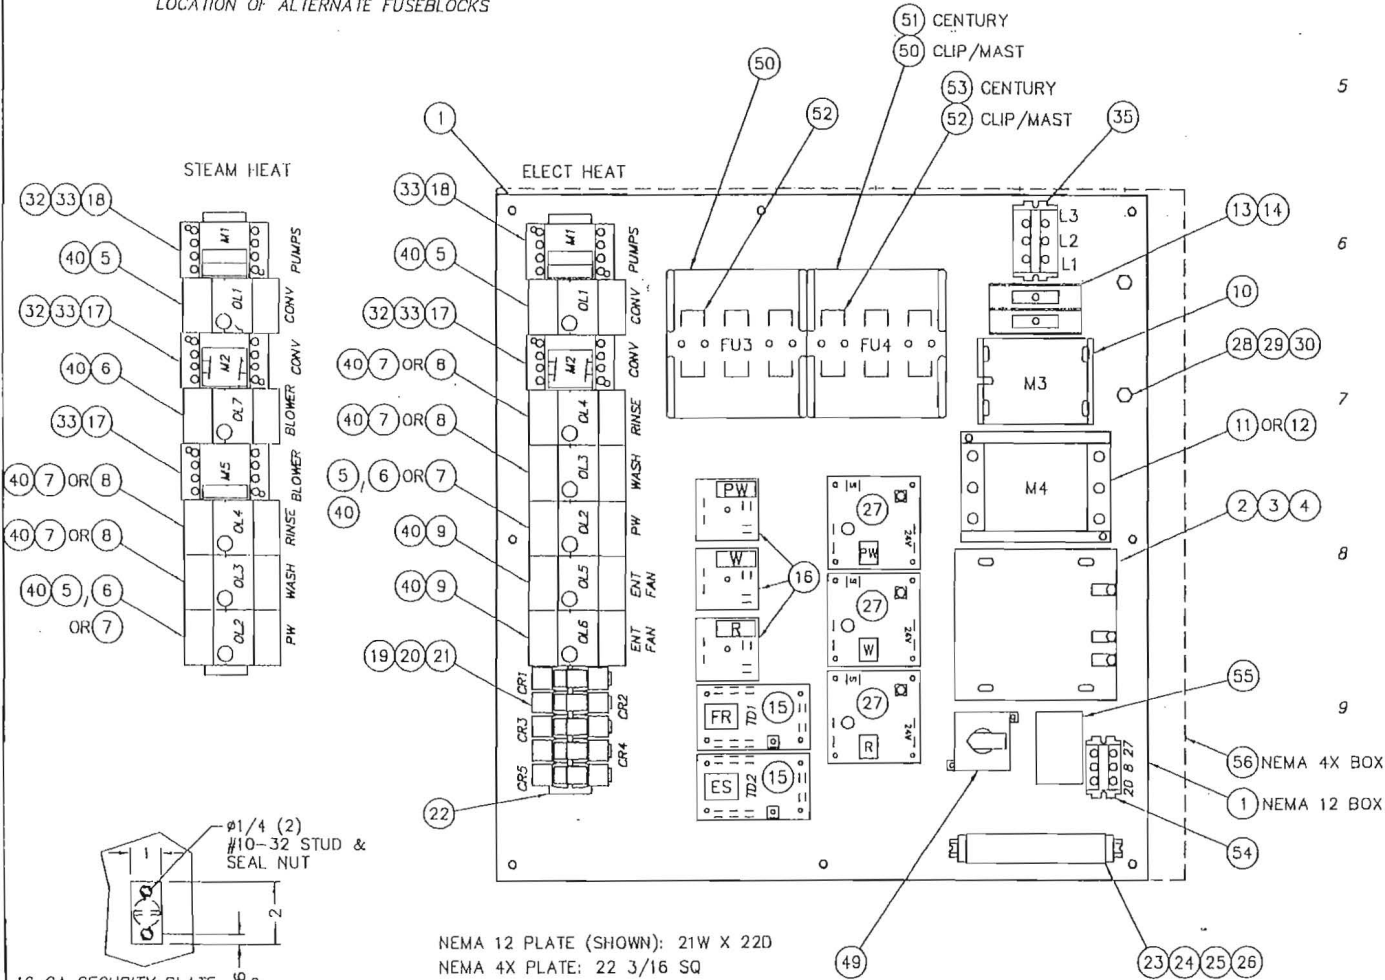 LOCATION OF ALTERNATE FUSEBLOCKS
51 CENTURY
50 CLIP/MAST
50
53 CENTURY
52 CLIP/MAST
52
35
1
5
STEAM HEAT
ELECT HEAT
32 33 18
M1
PUMPS
40 5
OL1
CONV
32 33 17
M2
CONV
40 6
OL7
BLOWER
33 17
M5
BLOWER
40 7 OR 8
OL4
RINSE
40 7 OR 8
OL3
WASH
40 5 , 6
OR 7
OL2
PW
33 18
M1
PUMPS
40 5
OL1
CONV
32 33 17
M2
CONV
40 7 OR 8
OL4
RINSE
40 7 OR 8
OL3
WASH
5 , 6 OR 7
40
OL2
PW
40 9
OL5
ENT
FAN
40 9
OL6
ENT
FAN
19 20 21
CR1
CR2
CR3
CR4
CR5
22
FU3
FU4
L3
L2
L1
13 14
6
10
M3
28 29 30
7
11 OR 12
M4
2 3 4
8
PW
W
R
16
S
27
PW
24V
S
27
W
24V
S
27
R
24V
FR
TD1
15
ES
TD2
15
55
9
20 8 27
56 NEMA 4X BOX
1 NEMA 12 BOX
54
49
23 24 25 26
ø1/4 (2)
#10-32 STUD &
SEAL NUT
1
2
NEMA 12 PLATE (SHOWN): 21W X 22D
NEMA 4X PLATE: 22 3/16 SQ
SECURITY PLATE